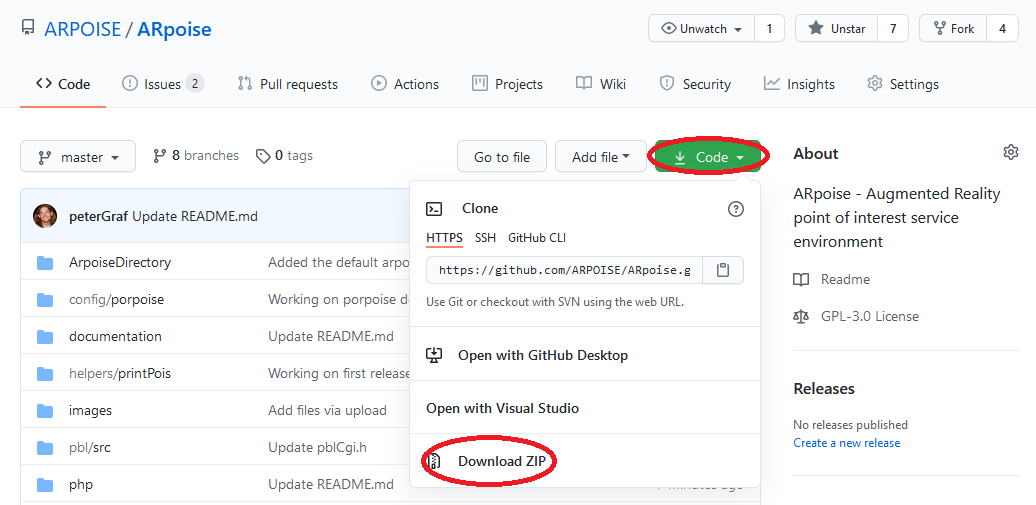 ARPOISE / ARpoise
Unwatch 1 Unstar 7 Fork 4
Code Issues 2 Pull requests Actions Projects Wiki Security Insights Settings
master 8 branches 0 tags Go to file Add file Code
peterGraf Update README.md
ArpoiseDirectory Added the default arpo
config/porpoise Working on porpoise d
documentation Update README.md
helpers/printPois Working on first release
images Add files via upload
pbl/src Update pblCgi.h
php Update README.md
Clone
HTTPS SSH GitHub CLI
https://github.com/ARPOISE/ARpoise.g
Use Git or checkout with SVN using the web URL.
Open with GitHub Desktop
Open with Visual Studio
Download ZIP
minutes ago
About
ARpoise - Augmented Reality
point of interest service
environment
Readme
GPL-3.0 License
Releases
No releases published
Create a new release